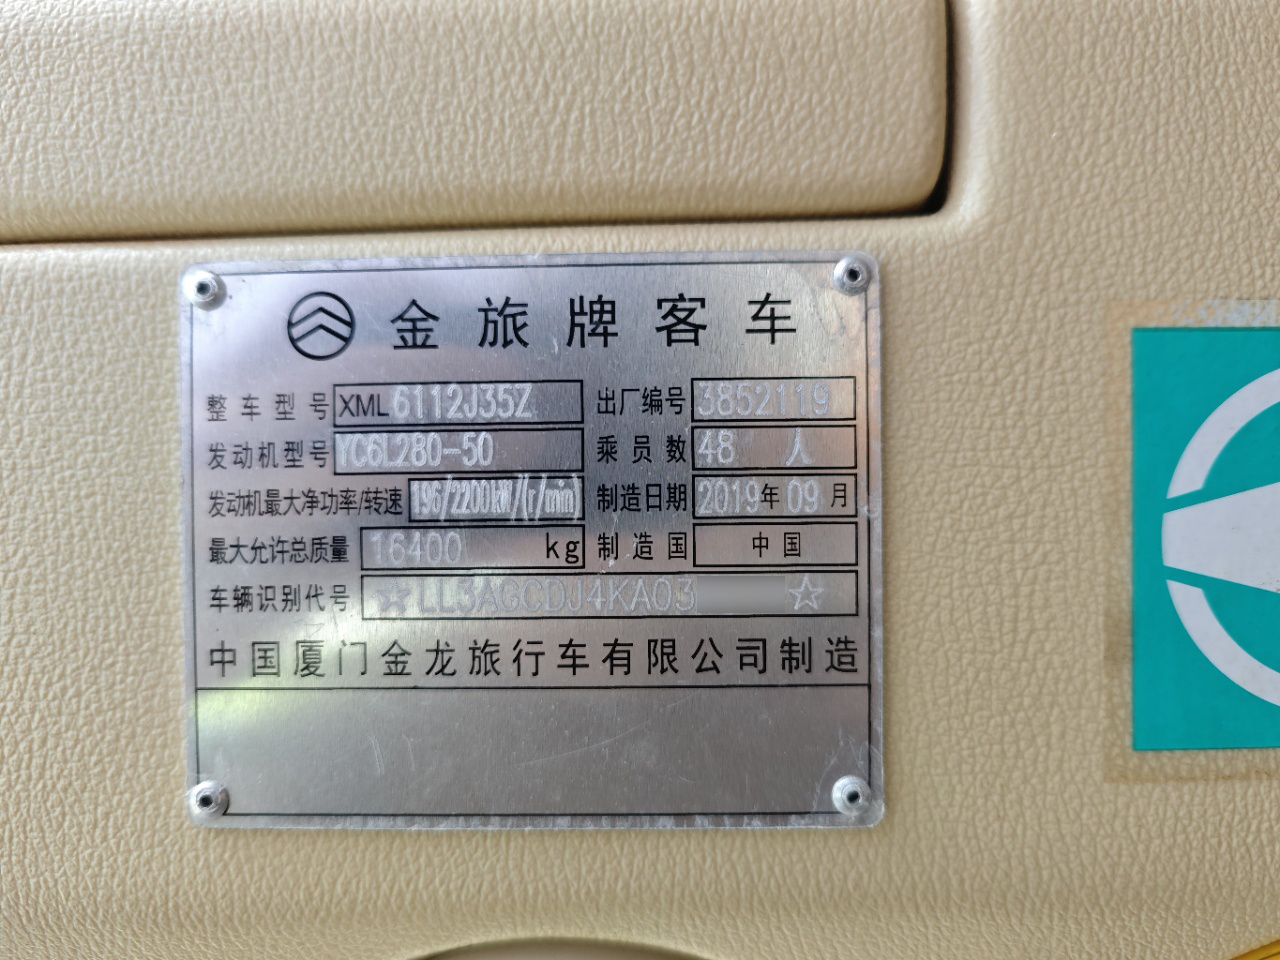 金旅牌客车
整车型号 XML6112J35Z 出厂编号 3852119
发动机型号 YC6L280-50 乘员数 48 人
发动机最大净功率/转速 196/2200kW/(r/min) 制造日期 2019年09月
最大允许总质量 16400 kg 制造国 中国
车辆识别代号 ☆LL3AGCDJ4KA03 ☆
中国厦门金龙旅行车有限公司制造